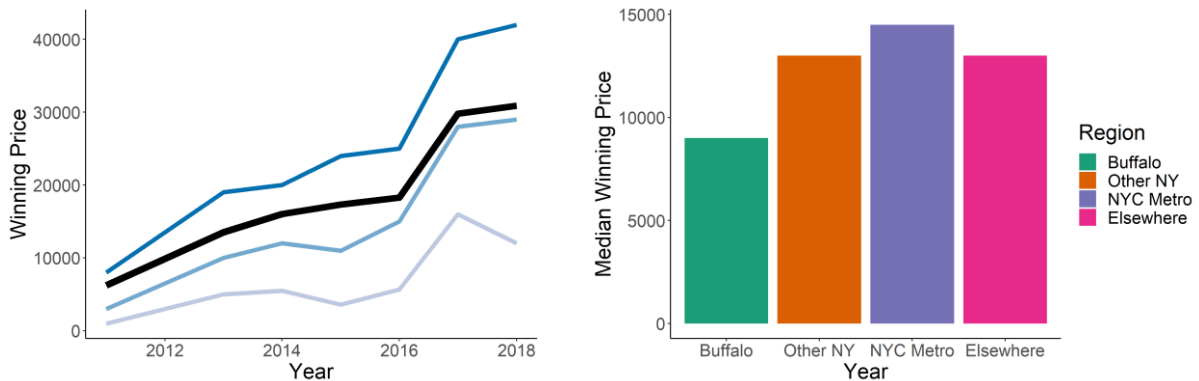 Winning Price
40000
30000
20000
10000
0
2012 2014 2016 2018
Year
Median Winning Price
15000
10000
5000
0
Buffalo Other NY NYC Metro Elsewhere
Year
Region
Buffalo
Other NY
NYC Metro
Elsewhere